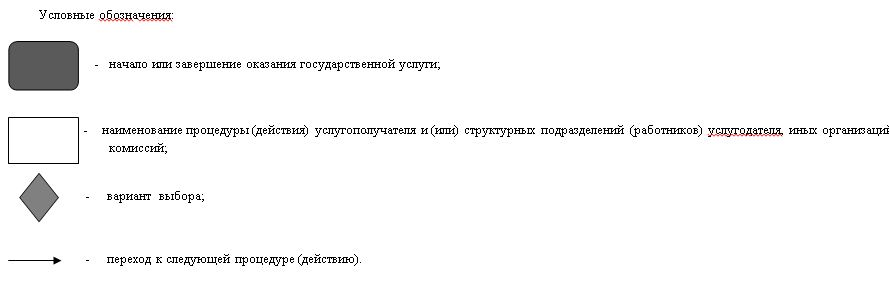 Условные обозначения:
- начало или завершение оказания государственной услуги;
- наименование процедуры (действия) услугополучателя и (или) структурных подразделений (работников) услугодателя, иных организаций
комиссий;
- вариант выбора;
- переход к следующей процедуре (действию).